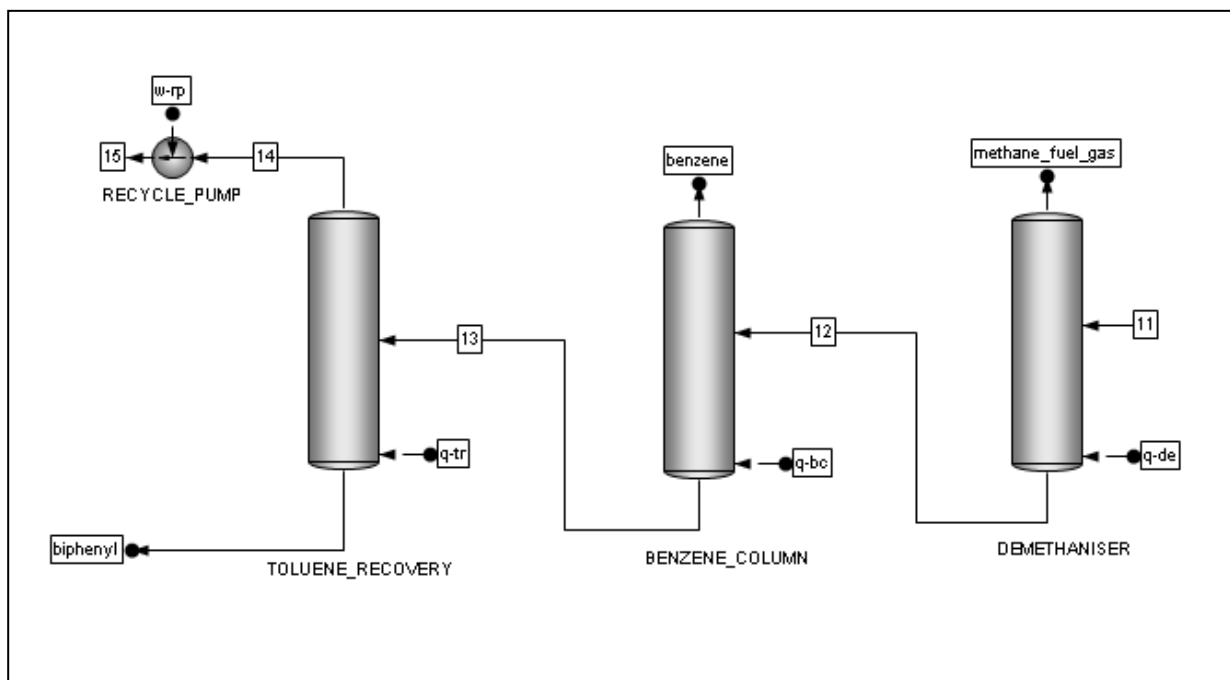 w-rp
15
14
RECYCLE_PUMP
benzene
methane_fuel_gas
13
12
11
q-tr
q-bc
q-de
biphenyl
TOLUENE_RECOVERY
BENZENE_COLUMN
DEMETHANISER